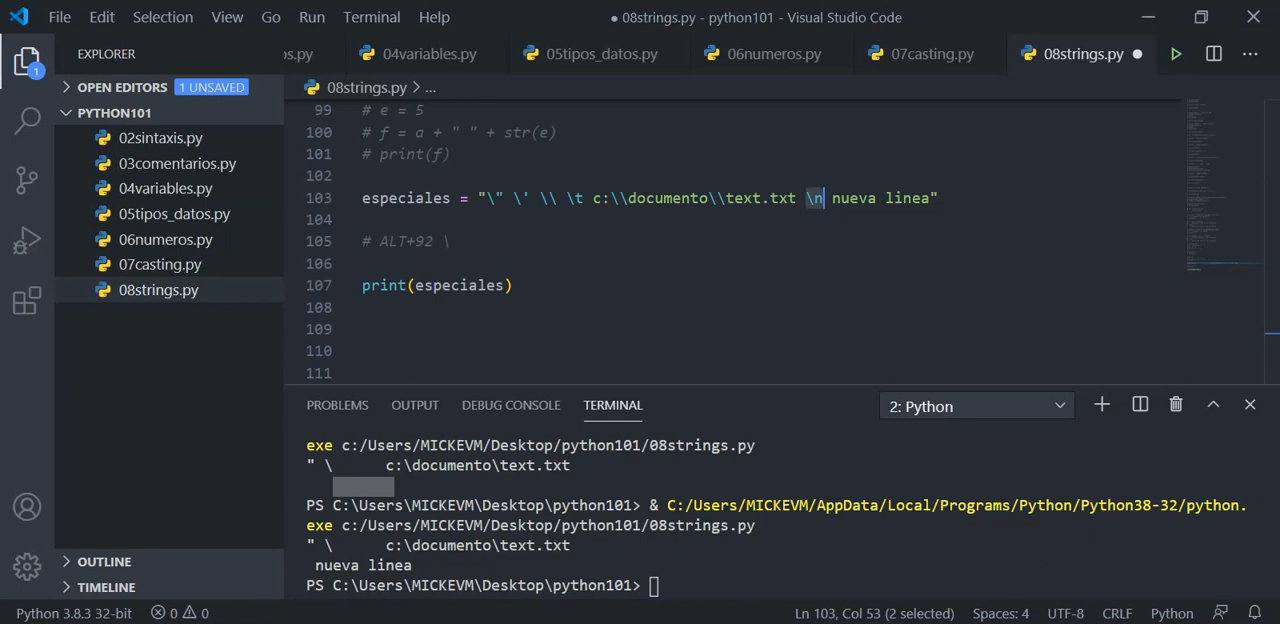 File Edit Selection View Go Run Terminal Help
● 08strings.py - python101 - Visual Studio Code
EXPLORER
OPEN EDITORS 1 UNSAVED
PYTHON101
02sintaxis.py
03comentarios.py
04variables.py
05tipos_datos.py
06numeros.py
07casting.py
08strings.py
OUTLINE
TIMELINE
1
os.py 04variables.py 05tipos_datos.py 06numeros.py 07casting.py 08strings.py
08strings.py > ...
99 # e = 5
100 # f = a + " " + str(e)
101 # print(f)
102
103 especiales = "\" \' \\ \t c:\\documento\\text.txt \n nueva linea"
104
105 # ALT+92 \
106
107 print(especiales)
108
109
110
111
PROBLEMS OUTPUT DEBUG CONSOLE TERMINAL 2: Python
exe c:/Users/MICKEVM/Desktop/python101/08strings.py
" \ c:\documento\text.txt
PS C:\Users\MICKEVM\Desktop\python101> & C:/Users/MICKEVM/AppData/Local/Programs/Python/Python38-32/python.
exe c:/Users/MICKEVM/Desktop/python101/08strings.py
" \ c:\documento\text.txt
nueva linea
PS C:\Users\MICKEVM\Desktop\python101>
Python 3.8.3 32-bit 0 0 Ln 103, Col 53 (2 selected) Spaces: 4 UTF-8 CRLF Python